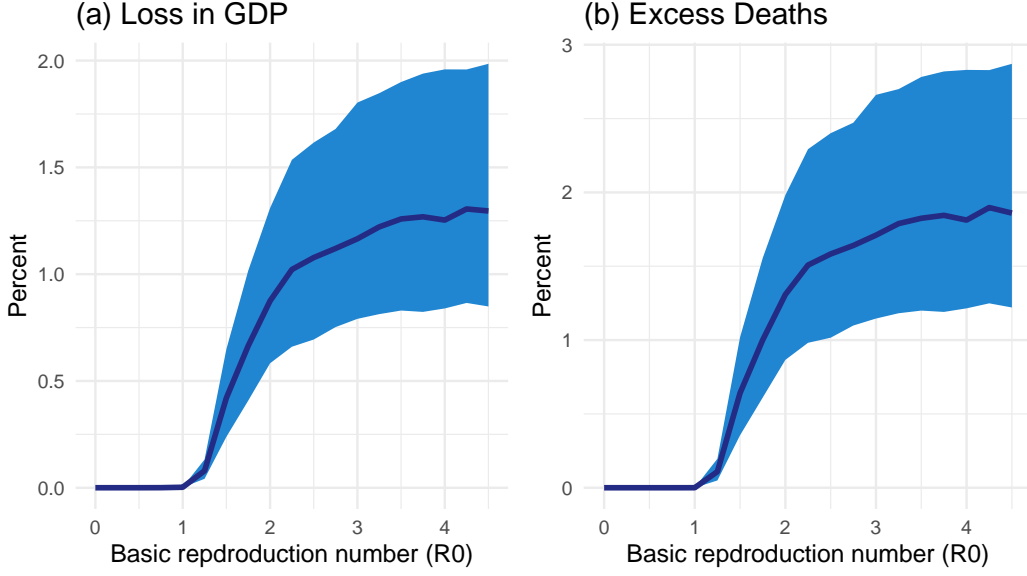 (a) Loss in GDP
2.0
1.5
1.0
0.5
0.0
Percent
0 1 2 3 4
Basic repdroduction number (R0)
(b) Excess Deaths
3
2
1
0
Percent
0 1 2 3 4
Basic repdroduction number (R0)